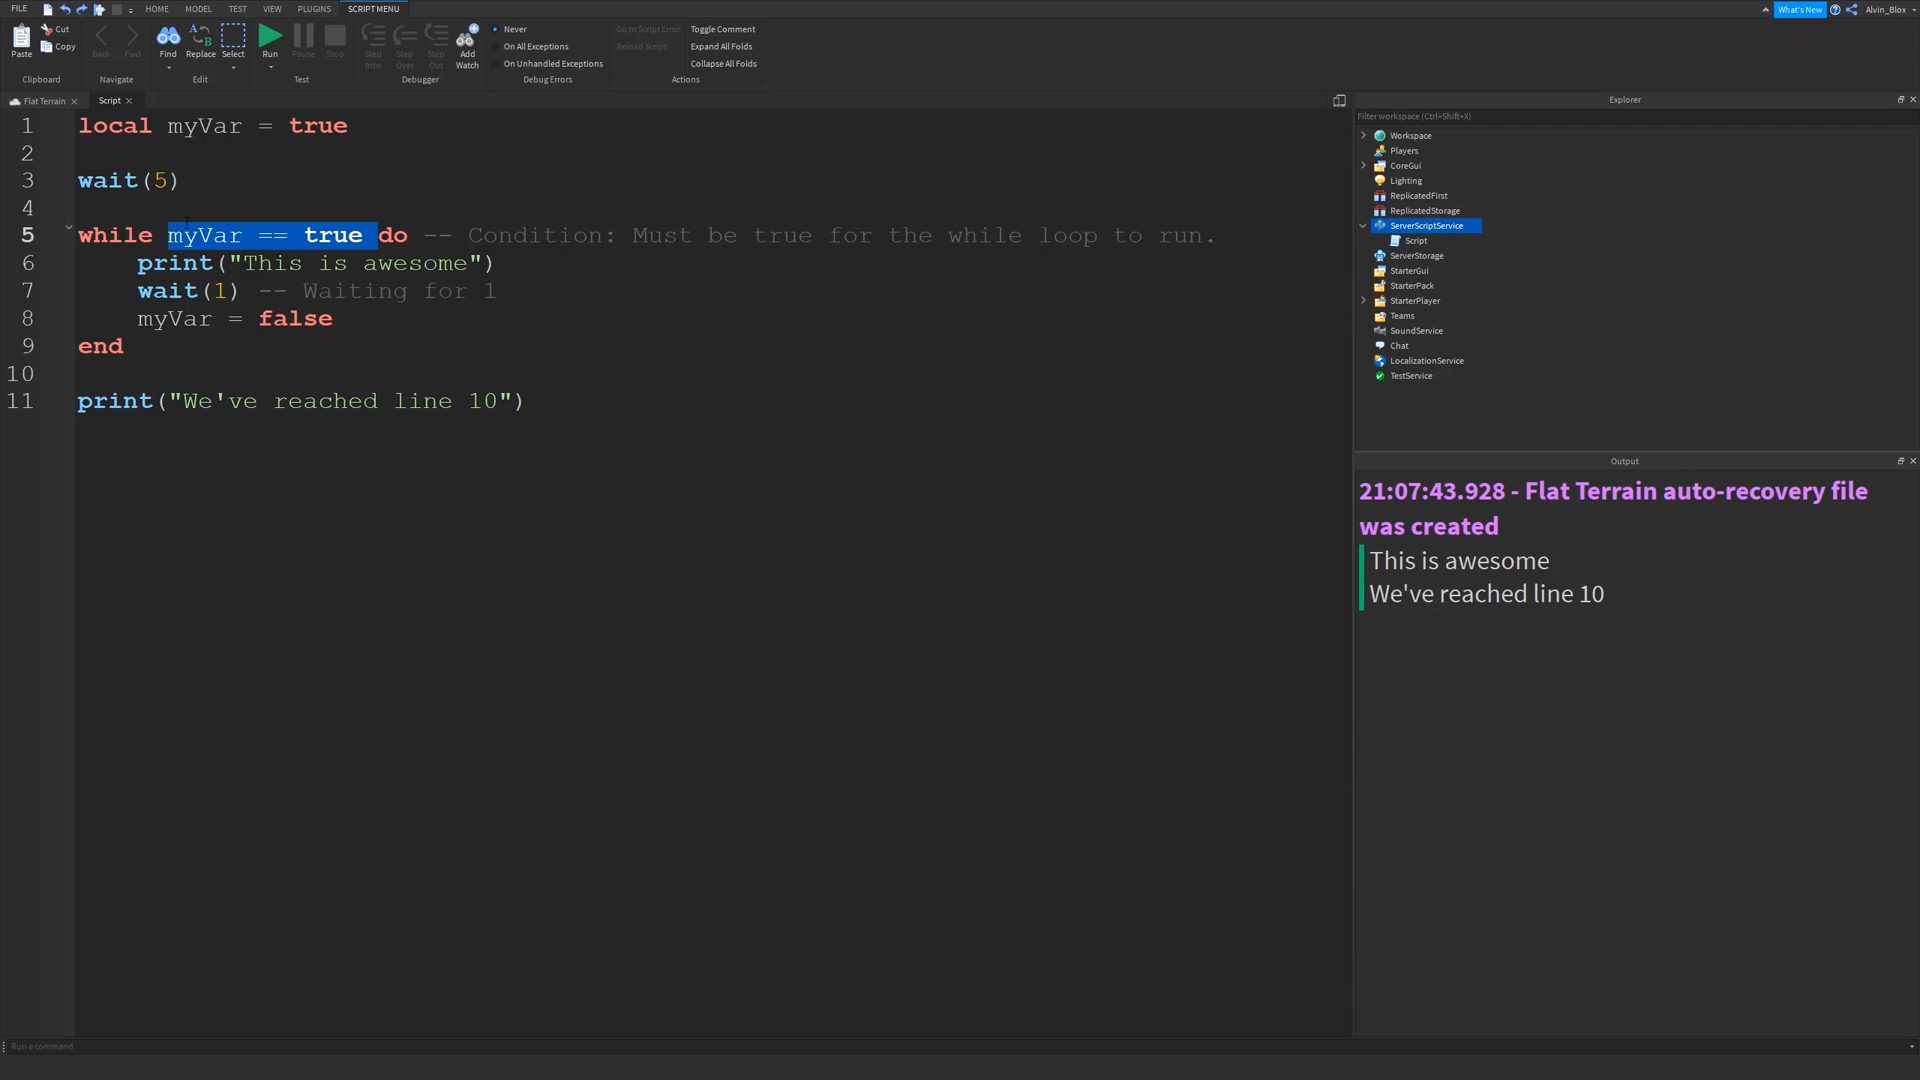 FILE HOME MODEL TEST VIEW PLUGINS SCRIPT MENU What's New Alvin_Blox
Paste Cut Copy Back Fwd Find Replace Select Run Pause Stop Step Into Step Over Step Out Add Watch
Never
On All Exceptions
On Unhandled Exceptions
Go to Script Error
Reload Script
Toggle Comment
Expand All Folds
Collapse All Folds
Clipboard Navigate Edit Test Debugger Debug Errors Actions
Flat Terrain Script
1 local myVar = true
2
3 wait(5)
4
5 while myVar == true do -- Condition: Must be true for the while loop to run.
6 print("This is awesome")
7 wait(1) -- Waiting for 1
8 myVar = false
9 end
10
11 print("We've reached line 10")
Explorer
Filter workspace (Ctrl+Shift+X)
Workspace
Players
CoreGui
Lighting
ReplicatedFirst
ReplicatedStorage
ServerScriptService
Script
ServerStorage
StarterGui
StarterPack
StarterPlayer
Teams
SoundService
Chat
LocalizationService
TestService
Output
21:07:43.928 - Flat Terrain auto-recovery file
was created
This is awesome
We've reached line 10
Run a command